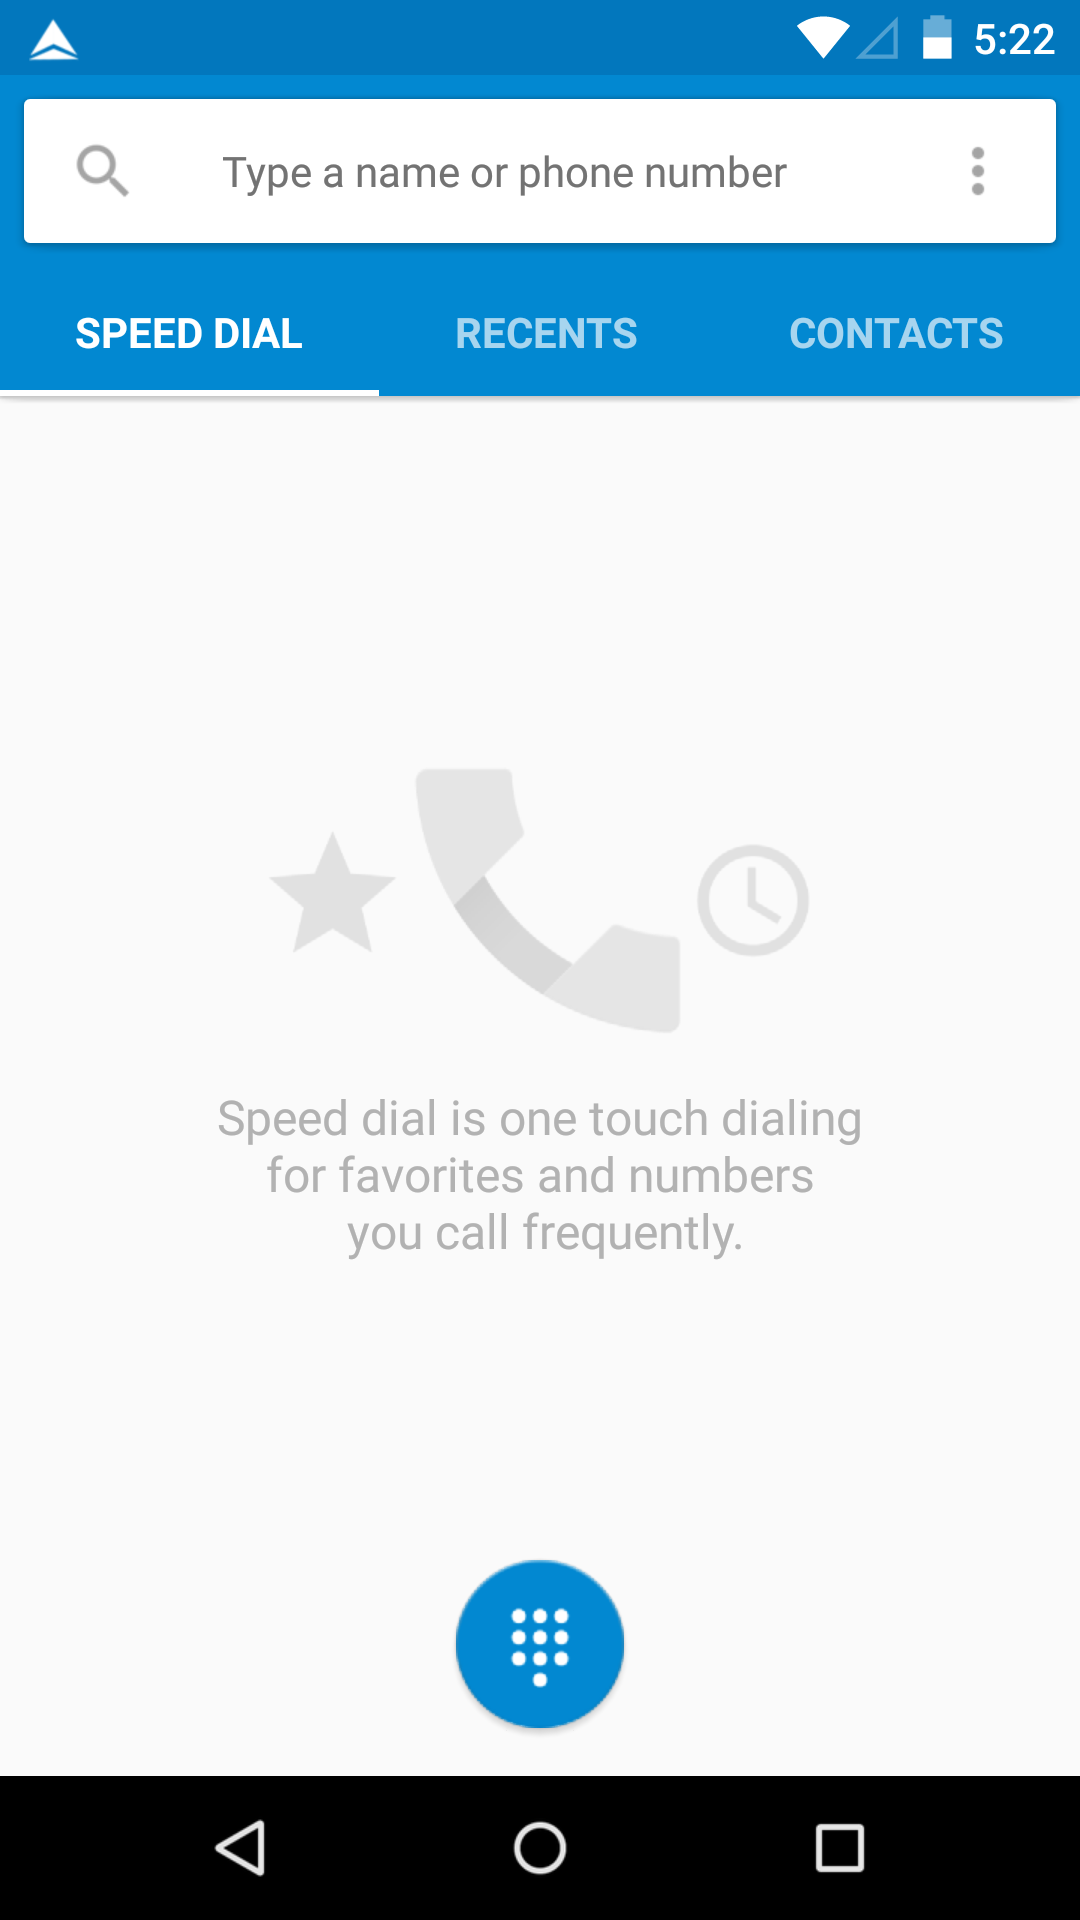 5:22
Type a name or phone number
SPEED DIAL RECENTS CONTACTS
Speed dial is one touch dialing
for favorites and numbers
you call frequently.